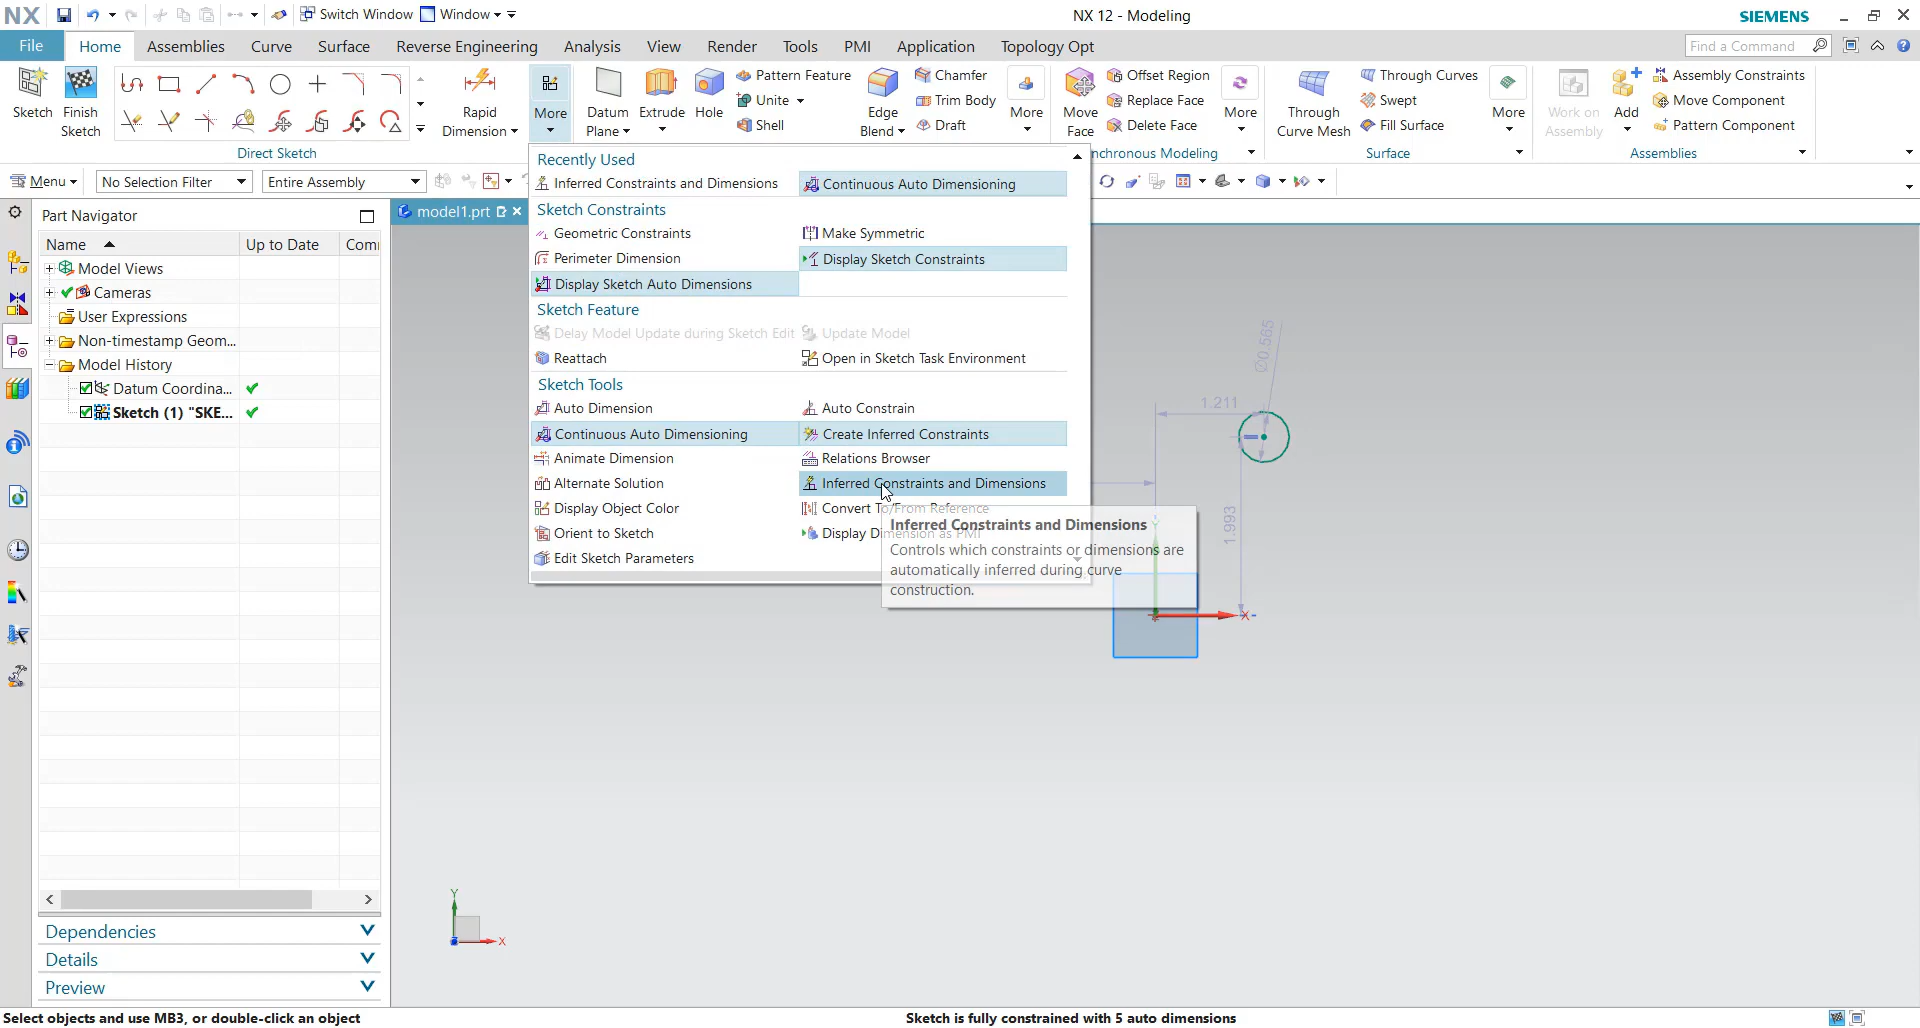 NX Switch Window Window NX 12 - Modeling SIEMENS
File Home Assemblies Curve Surface Reverse Engineering Analysis View Render Tools PMI Application Topology Opt Find a Command
Sketch Finish Sketch Direct Sketch
Rapid Dimension More
Datum Plane Extrude Hole Pattern Feature Unite Shell
Edge Blend Chamfer Trim Body Draft More
Move Face Offset Region Replace Face Delete Face More nchronous Modeling
Through Curve Mesh Through Curves Swept Fill Surface More Surface
Work on Assembly Add Assembly Constraints Move Component Pattern Component Assemblies
Menu No Selection Filter Entire Assembly
Part Navigator
model1.prt
Name Up to Date Com
Model Views
Cameras
User Expressions
Non-timestamp Geom...
Model History
Datum Coordina...
Sketch (1) "SKE...
Dependencies
Details
Preview
Recently Used
Inferred Constraints and Dimensions Continuous Auto Dimensioning
Sketch Constraints
Geometric Constraints Make Symmetric
Perimeter Dimension Display Sketch Constraints
Display Sketch Auto Dimensions
Sketch Feature
Delay Model Update during Sketch Edit Update Model
Reattach Open in Sketch Task Environment
Sketch Tools
Auto Dimension Auto Constrain
Continuous Auto Dimensioning Create Inferred Constraints
Animate Dimension Relations Browser
Alternate Solution Inferred Constraints and Dimensions
Display Object Color Convert To/From Reference
Orient to Sketch Display Dimension as PMI
Edit Sketch Parameters
Inferred Constraints and Dimensions
Controls which constraints or dimensions are
automatically inferred during curve
construction.
Ø0.565
1.211
1.993
X
Y
X
Select objects and use MB3, or double-click an object Sketch is fully constrained with 5 auto dimensions